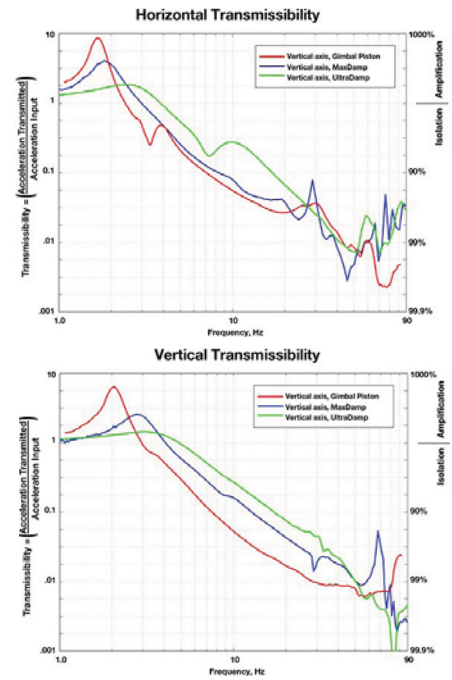 Horizontal Transmissibility
10
1
0.1
.01
.001
Transmissibility = (Acceleration Transmitted
Acceleration Input)
Vertical axis, Gimbal Piston
Vertical axis, MaxDamp
Vertical axis, UltraDamp
1000%
90%
99%
99.9%
Amplification
Isolation
1.0
10
90
Frequency, Hz
Vertical Transmissibility
10
1
0.1
.01
.001
Transmissibility = (Acceleration Transmitted
Acceleration Input)
Vertical axis, Gimbal Piston
Vertical axis, MaxDamp
Vertical axis, UltraDamp
1000%
90%
99%
99.9%
Amplification
Isolation
1.0
10
90
Frequency, Hz